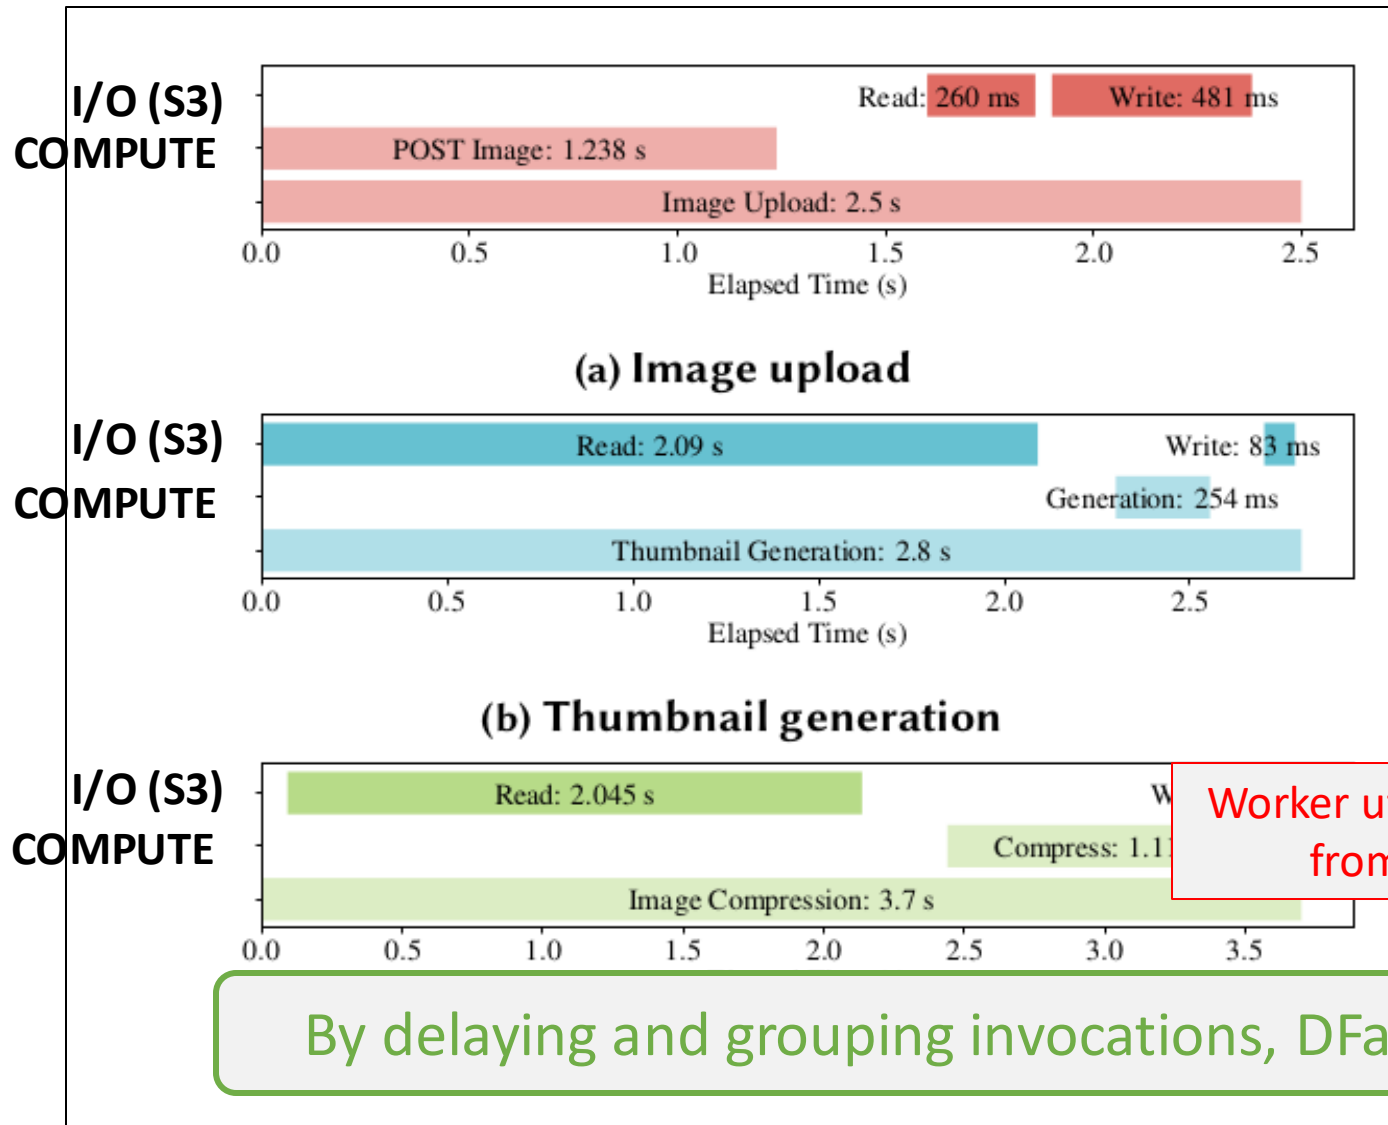 I/O (S3)
Read: 260 ms Write: 481 ms
COMPUTE
POST Image: 1.238 s
Image Upload: 2.5 s
0.0 0.5 1.0 1.5 2.0 2.5
Elapsed Time (s)
(a) Image upload
I/O (S3)
Read: 2.09 s Write: 83 ms
COMPUTE
Generation: 254 ms
Thumbnail Generation: 2.8 s
0.0 0.5 1.0 1.5 2.0 2.5
Elapsed Time (s)
(b) Thumbnail generation
I/O (S3)
Read: 2.045 s
Worker
from
COMPUTE
Compress:
Image Compression: 3.7 s
0.0 0.5 1.0 1.5 2.0 2.5 3.0 3.5
By delaying and grouping invocations,